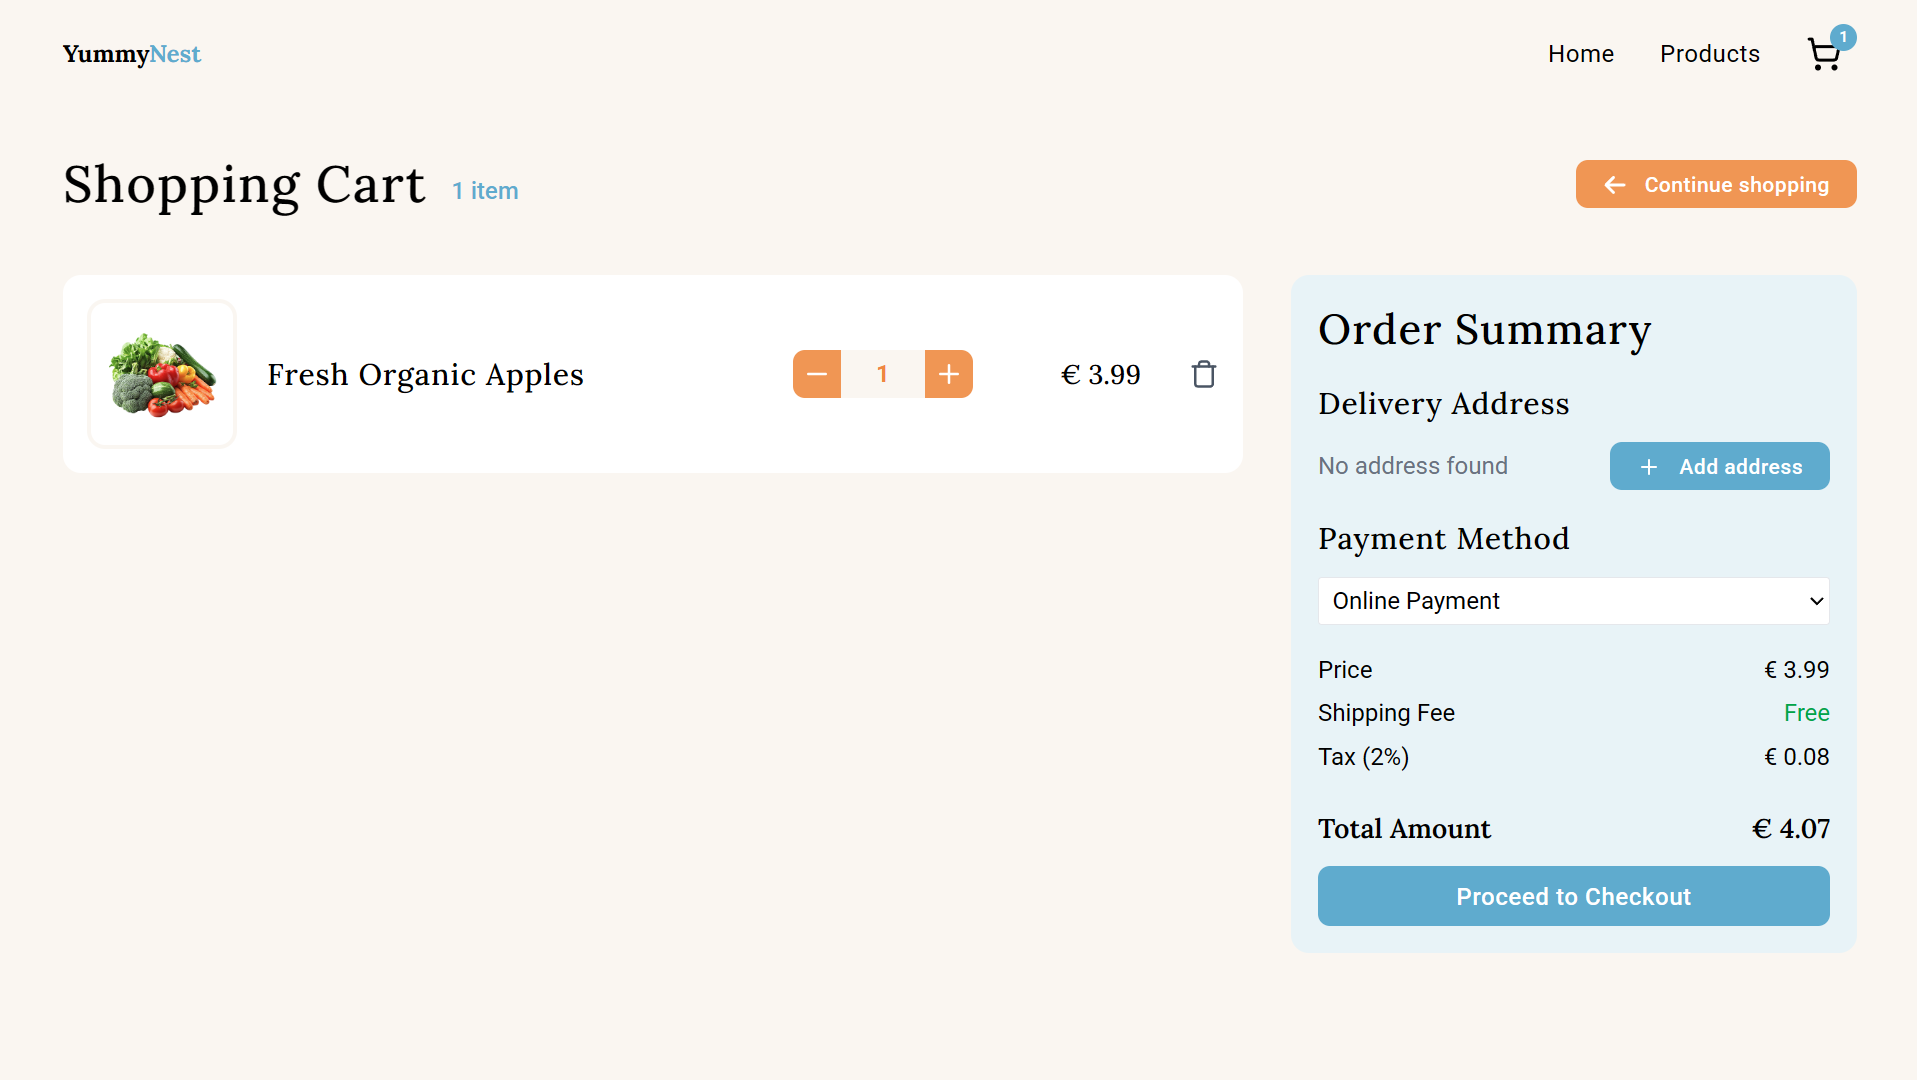 YummyNest
Home
Products
1
Shopping Cart
1 item
Continue shopping
Fresh Organic Apples
1
€ 3.99
Order Summary
Delivery Address
No address found
Add address
Payment Method
Online Payment
Price
€ 3.99
Shipping Fee
Free
Tax (2%)
€ 0.08
Total Amount
€ 4.07
Proceed to Checkout